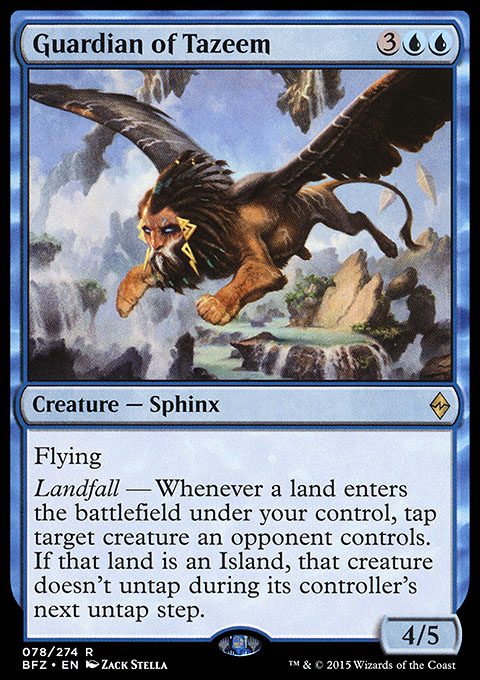 Guardian of Tazeem 3
Creature — Sphinx
Flying
Landfall — Whenever a land enters
the battlefield under your control, tap
target creature an opponent controls.
If that land is an Island, that creature
doesn't untap during its controller's
next untap step.
4/5
078/274 R
BFZ • EN Zack Stella
™ & © 2015 Wizards of the Coast